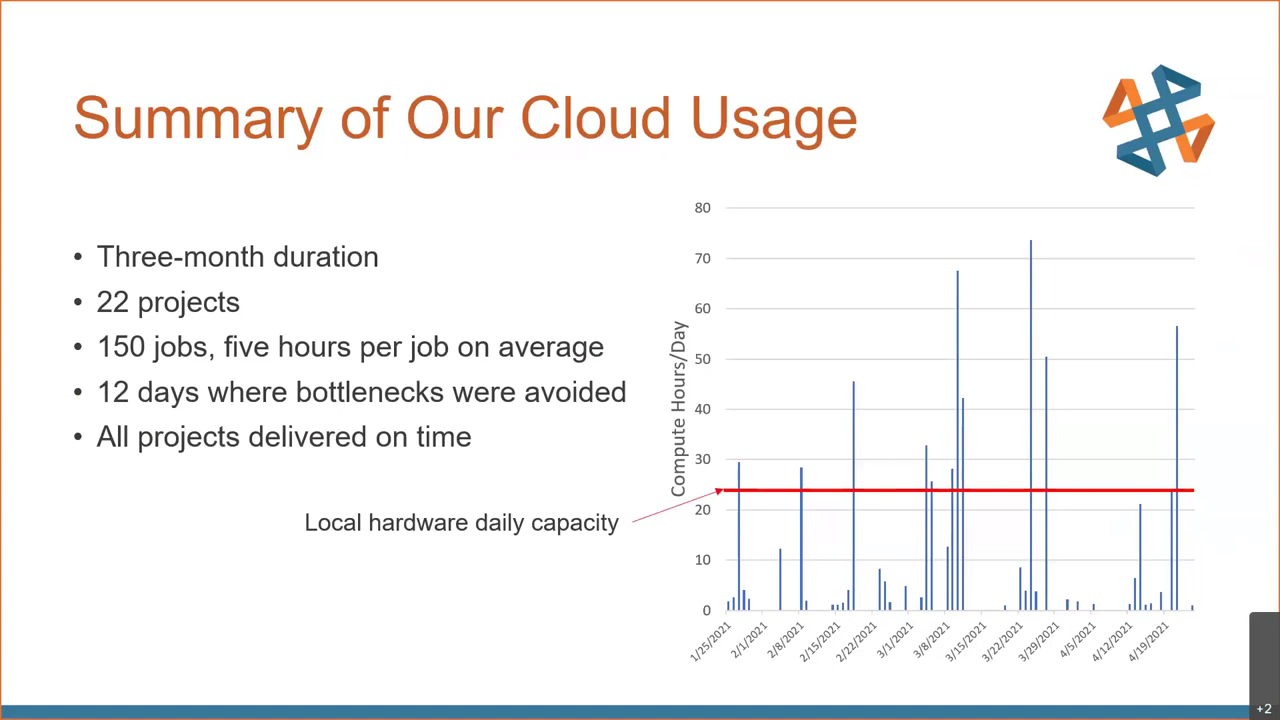 Summary of Our Cloud Usage
• Three-month duration
• 22 projects
• 150 jobs, five hours per job on average
• 12 days where bottlenecks were avoided
• All projects delivered on time
Local hardware daily capacity
Compute Hours/Day
80
70
60
50
40
30
20
10
0
1/25/2021
2/1/2021
2/8/2021
2/15/2021
2/22/2021
3/1/2021
3/8/2021
3/15/2021
3/22/2021
3/29/2021
4/5/2021
4/12/2021
4/19/2021
+2